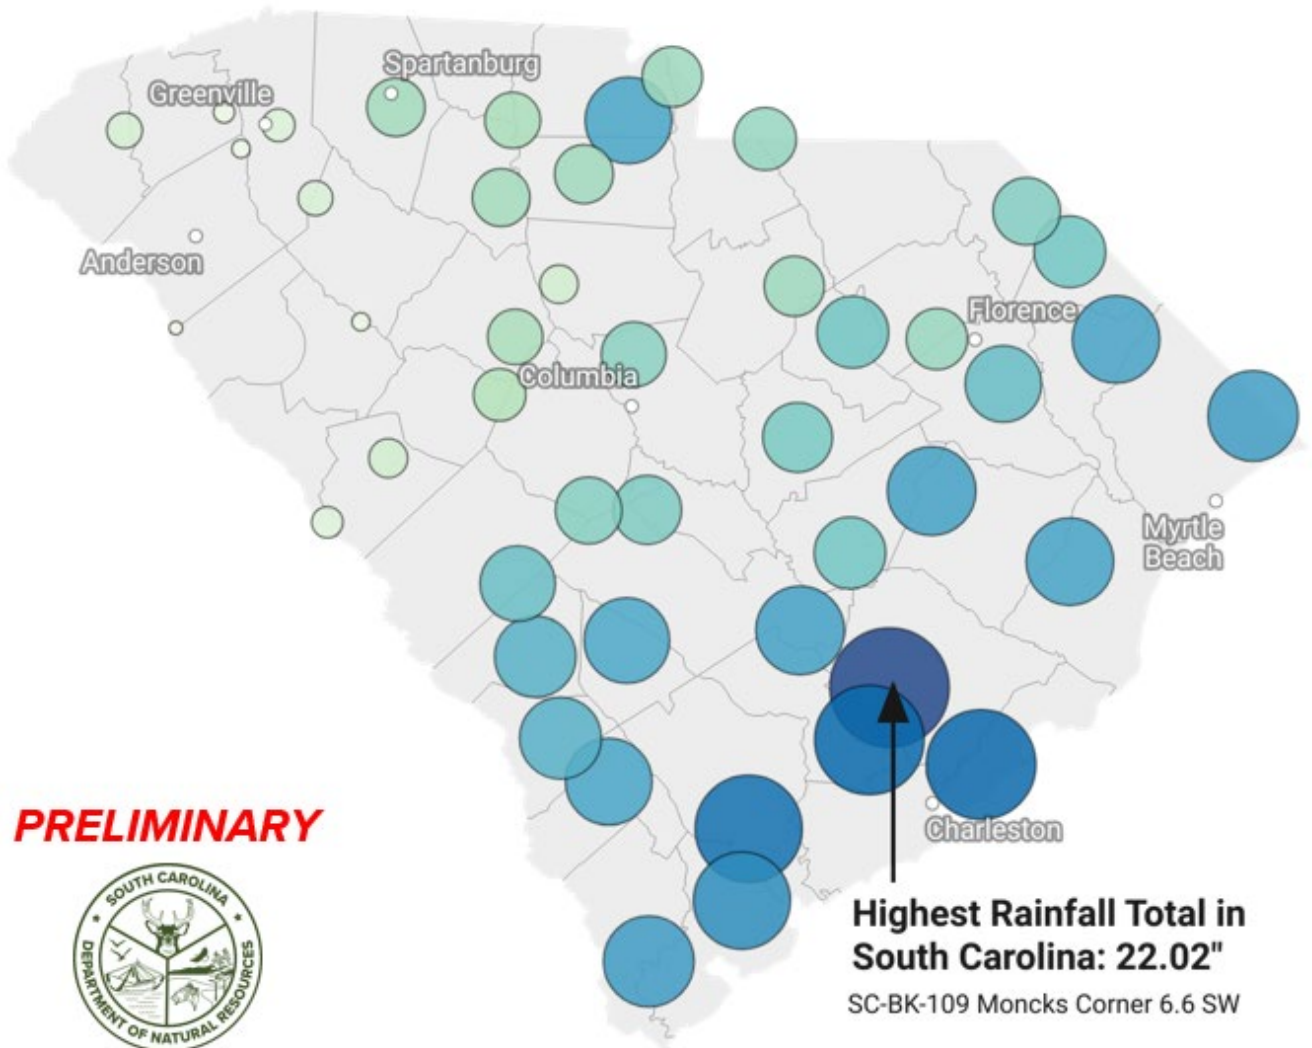 Spartanburg
Greenville
Anderson
Florence
Columbia
Myrtle
Beach
Charleston
PRELIMINARY
SOUTH CAROLINA
DEPARTMENT OF NATURAL RESOURCES
Highest Rainfall Total in
South Carolina: 22.02"
SC-BK-109 Moncks Corner 6.6 SW